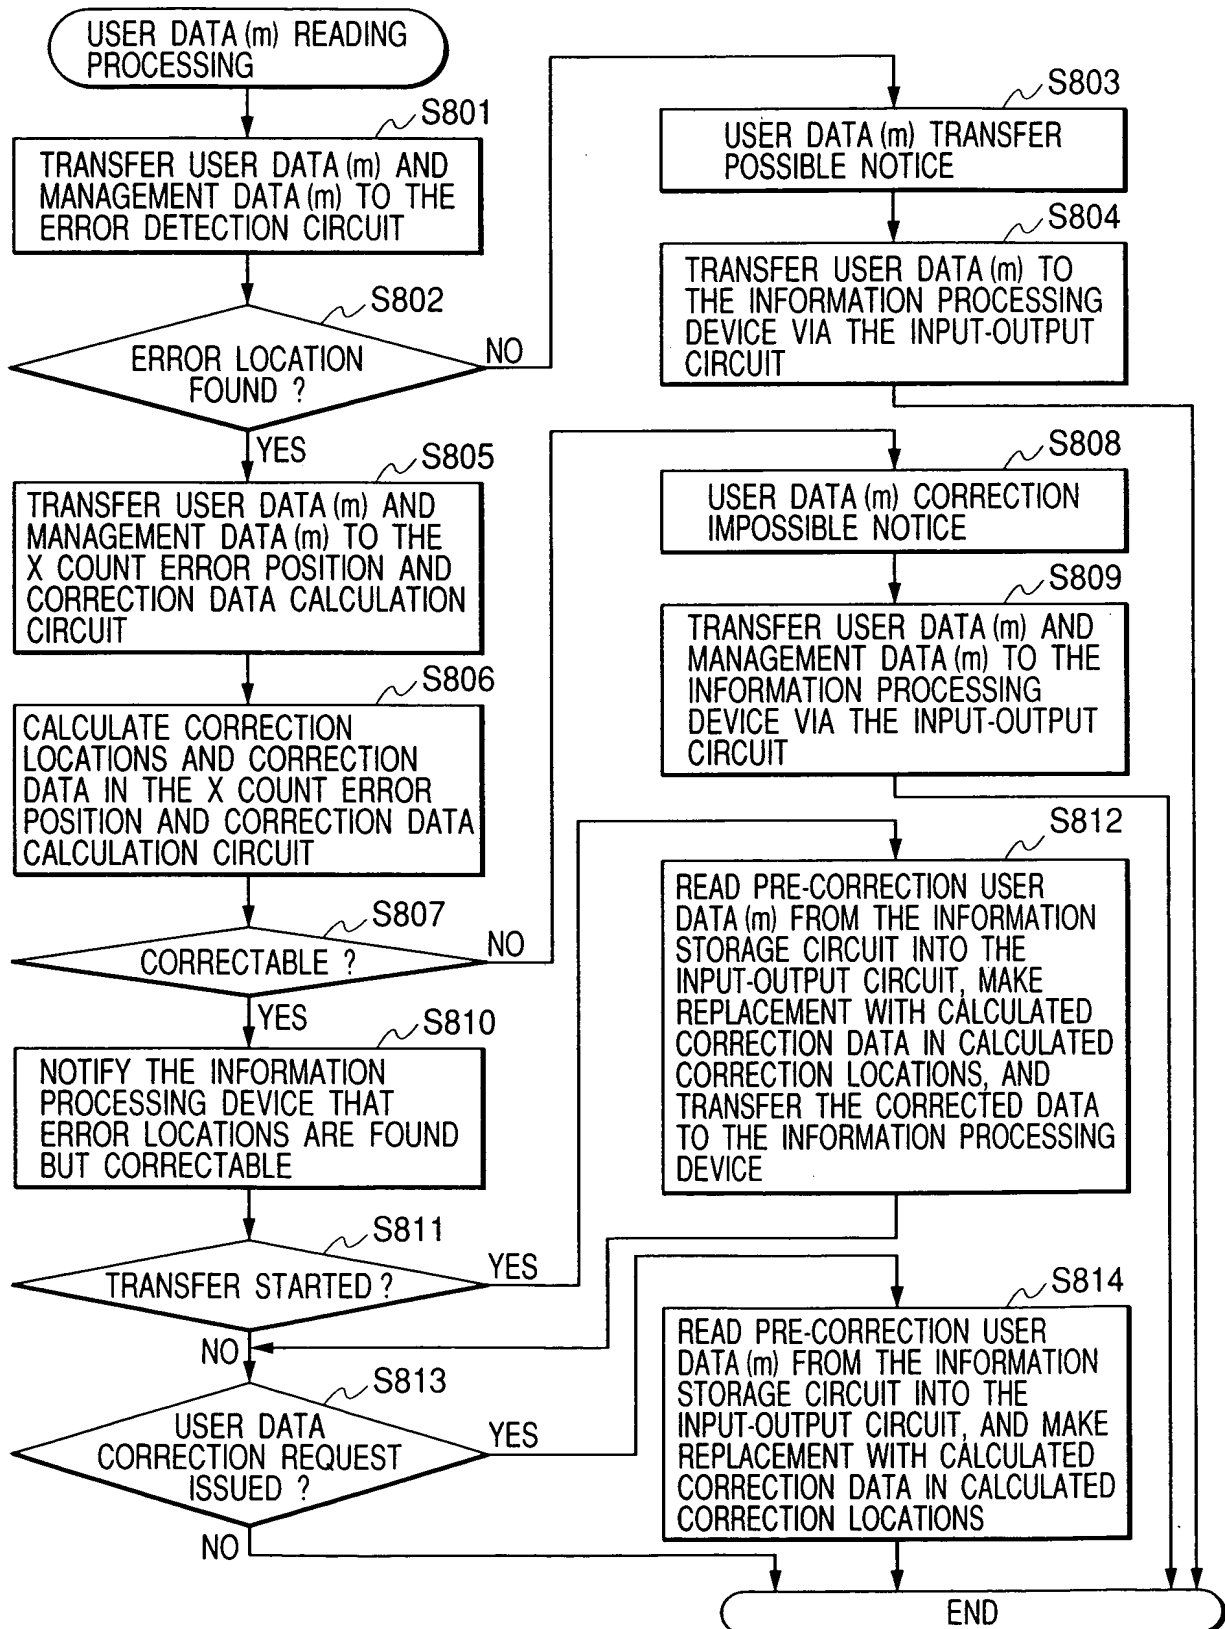 USER DATA (m) READING
PROCESSING
S801
TRANSFER USER DATA (m) AND
MANAGEMENT DATA (m) TO THE
ERROR DETECTION CIRCUIT
S802
ERROR LOCATION
FOUND ?
NO
YES
S803
USER DATA (m) TRANSFER
POSSIBLE NOTICE
S804
TRANSFER USER DATA (m) TO
THE INFORMATION PROCESSING
DEVICE VIA THE INPUT-OUTPUT
CIRCUIT
S805
TRANSFER USER DATA (m) AND
MANAGEMENT DATA (m) TO THE
X COUNT ERROR POSITION AND
CORRECTION DATA CALCULATION
CIRCUIT
S806
CALCULATE CORRECTION
LOCATIONS AND CORRECTION
DATA IN THE X COUNT ERROR
POSITION AND CORRECTION DATA
CALCULATION CIRCUIT
S807
CORRECTABLE ?
NO
YES
S808
USER DATA (m) CORRECTION
IMPOSSIBLE NOTICE
S809
TRANSFER USER DATA (m) AND
MANAGEMENT DATA (m) TO THE
INFORMATION PROCESSING
DEVICE VIA THE INPUT-OUTPUT
CIRCUIT
S810
NOTIFY THE INFORMATION
PROCESSING DEVICE THAT
ERROR LOCATIONS ARE FOUND
BUT CORRECTABLE
S811
TRANSFER STARTED ?
YES
NO
S812
READ PRE-CORRECTION USER
DATA (m) FROM THE INFORMATION
STORAGE CIRCUIT INTO THE
INPUT-OUTPUT CIRCUIT, MAKE
REPLACEMENT WITH CALCULATED
CORRECTION DATA IN CALCULATED
CORRECTION LOCATIONS, AND
TRANSFER THE CORRECTED DATA
TO THE INFORMATION PROCESSING
DEVICE
S813
USER DATA
CORRECTION REQUEST
ISSUED ?
YES
NO
S814
READ PRE-CORRECTION USER
DATA (m) FROM THE INFORMATION
STORAGE CIRCUIT INTO THE
INPUT-OUTPUT CIRCUIT, AND MAKE
REPLACEMENT WITH CALCULATED
CORRECTION DATA IN CALCULATED
CORRECTION LOCATIONS
END